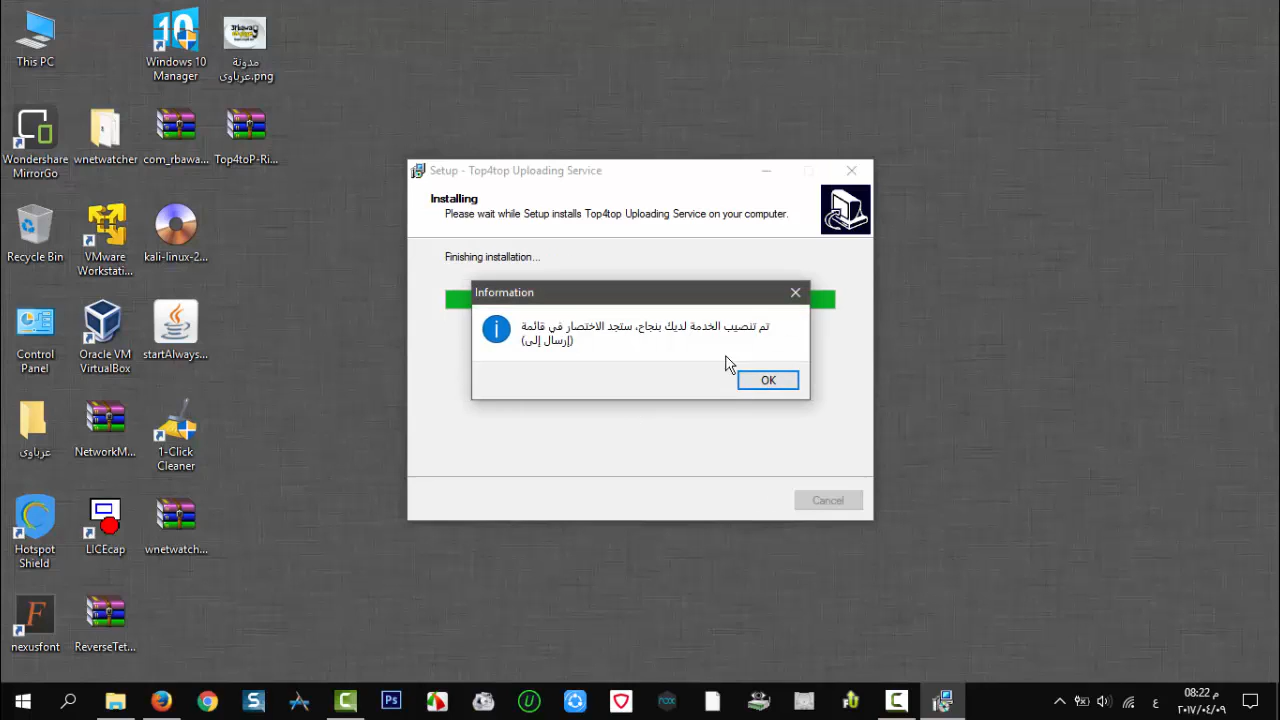 This PC
Windows 10
Manager
مدونة
عرباوى.png
Wondershare
MirrorGo
wnetwatcher
com_rbawa...
Top4toP-Ri...
Recycle Bin
VMware
Workstati...
kali-linux-2...
Control
Panel
Oracle VM
VirtualBox
startAlways...
عرباوى
NetworkM...
1-Click
Cleaner
Hotspot
Shield
LICEcap
wnetwatch...
nexusfont
ReverseTet...
Setup - Top4top Uploading Service
Installing
Please wait while Setup installs Top4top Uploading Service on your computer.
Finishing installation...
Information
تم تنصيب الخدمة لديك بنجاح، ستجد الاختصار في قائمة
(إرسال إلى)
OK
Cancel
ع
08:22 م
٢٠١٧/٠٤/٠٩